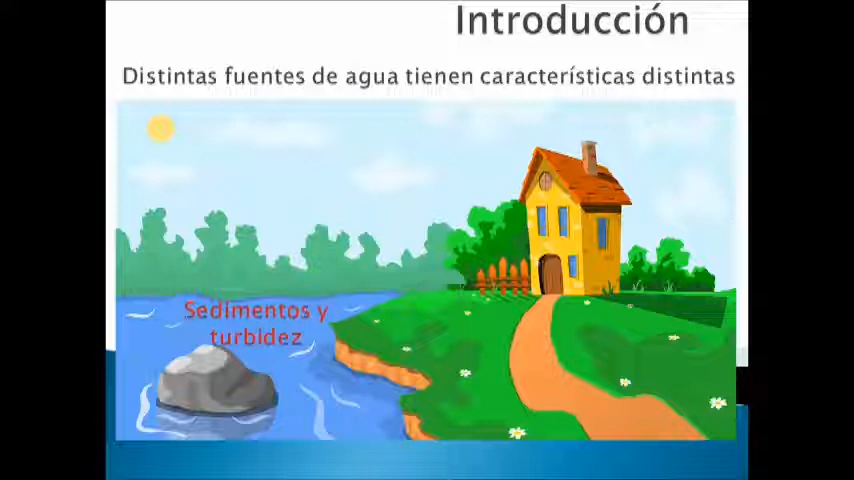 Introducción
Distintas fuentes de agua tienen características distintas
Sedimentos y
turbidez